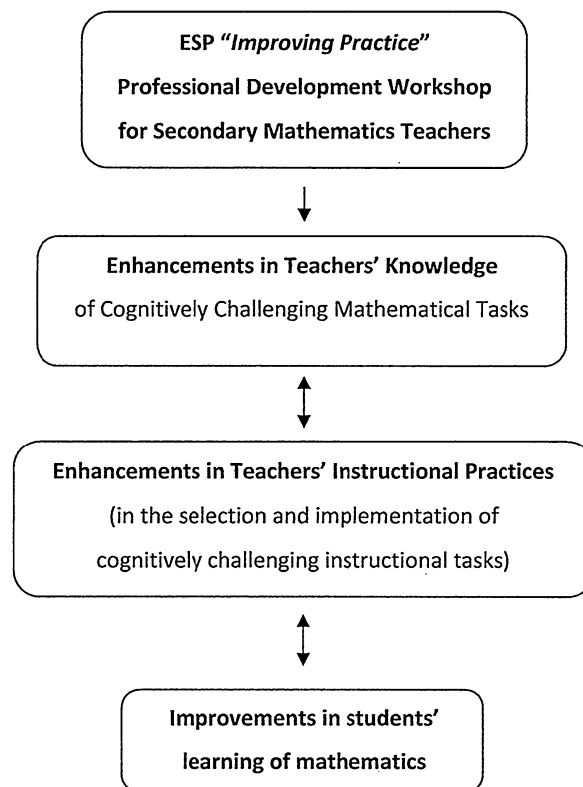 ESP “Improving Practice”
Professional Development Workshop
for Secondary Mathematics Teachers
Enhancements in Teachers’ Knowledge
of Cognitively Challenging Mathematical Tasks
Enhancements in Teachers’ Instructional Practices
(in the selection and implementation of
cognitively challenging instructional tasks)
Improvements in students’
learning of mathematics